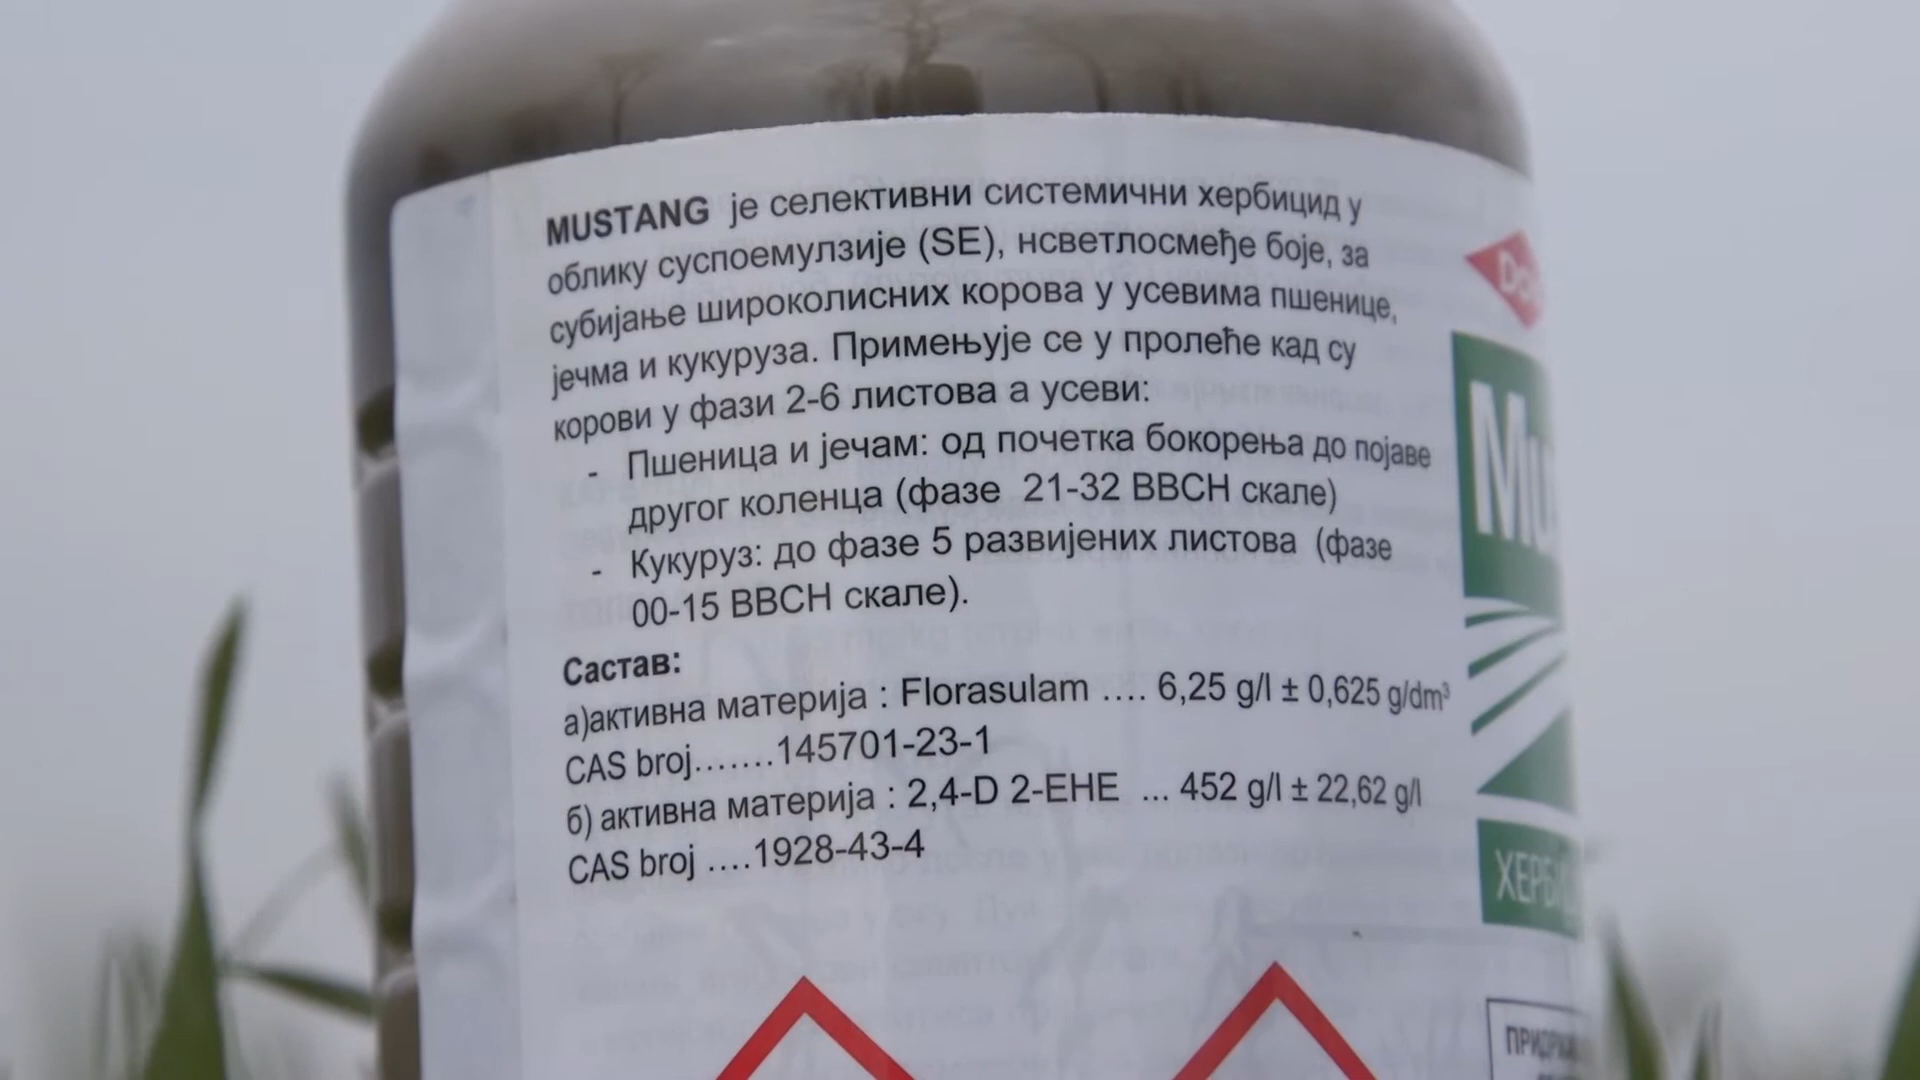 MUSTANG је селективни системични хербицид у
облику суспоемулзије (SE), нсветлосмеђе боје, за
субијање широколисних корова у усевима пшенице,
јечма и кукуруза. Примењује се у пролеће кад су
корови у фази 2-6 листова а усеви:
- Пшеница и јечам: од почетка бокорења до појаве
другог коленца (фазе 21-32 BBCH скале)
- Кукуруз: до фазе 5 развијених листова (фазе
00-15 BBCH скале).
Састав:
а)активна материја : Florasulam .... 6,25 g/l ± 0,625 g/dm³
CAS broj.......145701-23-1
б) активна материја : 2,4-D 2-EHE ... 452 g/l ± 22,62 g/l
CAS broj ....1928-43-4